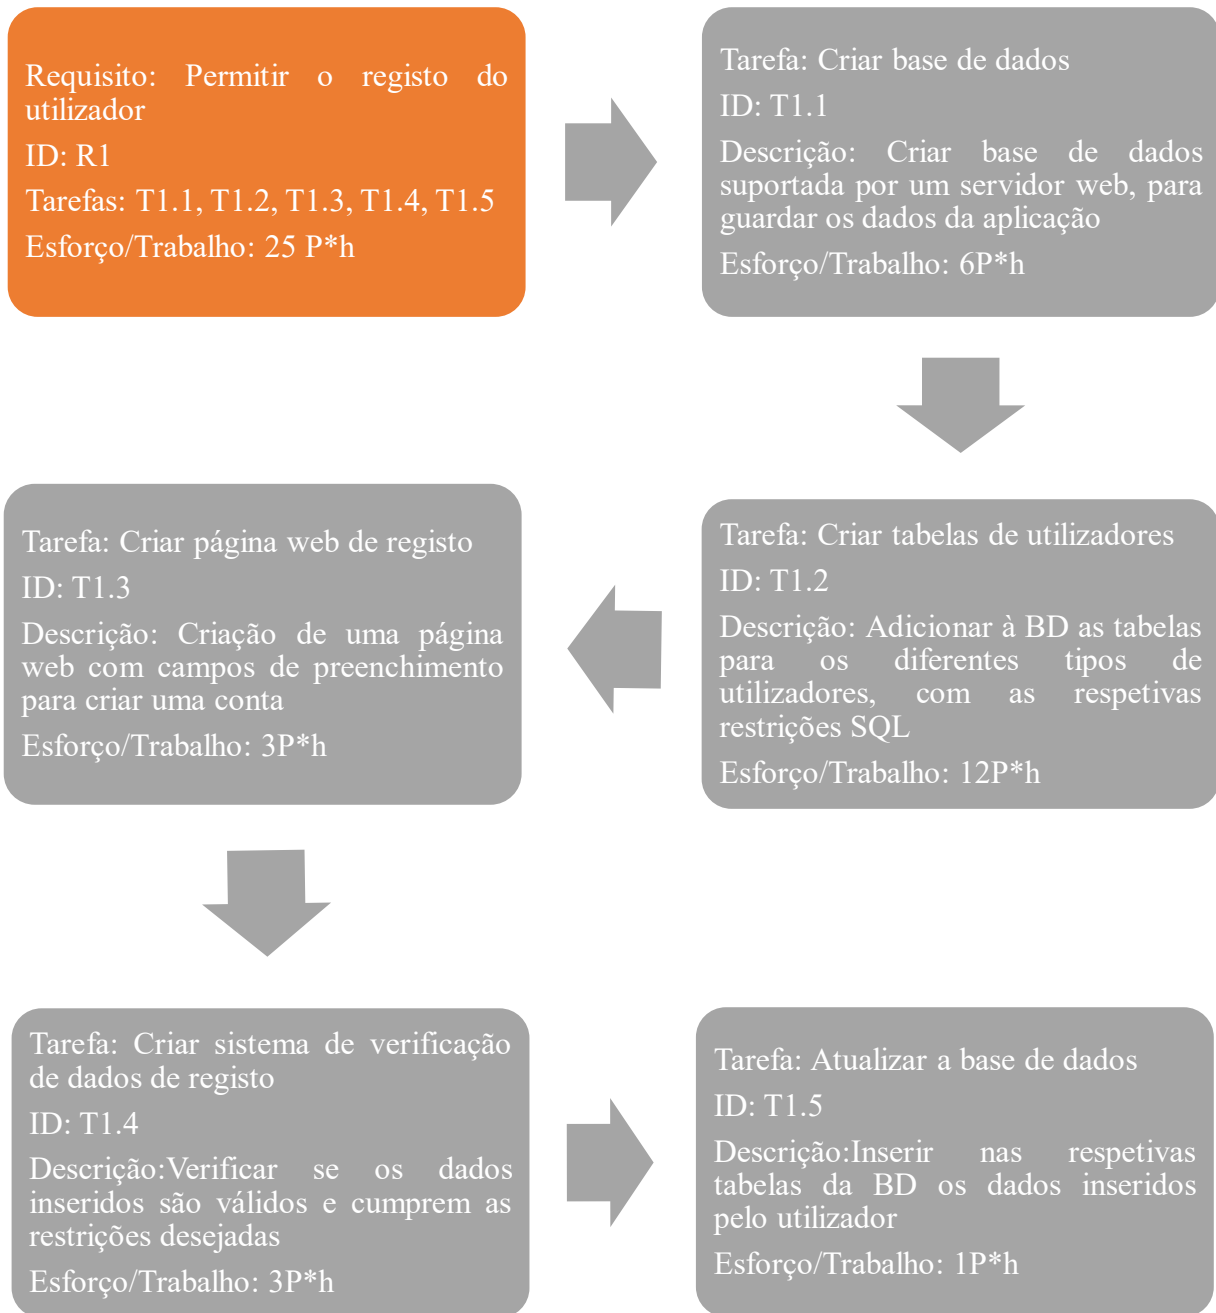 Requisito: Permitir o registo do
utilizador
ID: R1
Tarefas: T1.1, T1.2, T1.3, T1.4, T1.5
Esforço/Trabalho: 25 P*h
Tarefa: Criar base de dados
ID: T1.1
Descrição: Criar base de dados
suportada por um servidor web, para
guardar os dados da aplicação
Esforço/Trabalho: 6P*h
Tarefa: Criar tabelas de utilizadores
ID: T1.2
Descrição: Adicionar à BD as tabelas
para os diferentes tipos de
utilizadores, com as respetivas
restrições SQL
Esforço/Trabalho: 12P*h
Tarefa: Criar página web de registo
ID: T1.3
Descrição: Criação de uma página
web com campos de preenchimento
para criar uma conta
Esforço/Trabalho: 3P*h
Tarefa: Criar sistema de verificação
de dados de registo
ID: T1.4
Descrição:Verificar se os dados
inseridos são válidos e cumprem as
restrições desejadas
Esforço/Trabalho: 3P*h
Tarefa: Atualizar a base de dados
ID: T1.5
Descrição:Inserir nas respetivas
tabelas da BD os dados inseridos
pelo utilizador
Esforço/Trabalho: 1P*h